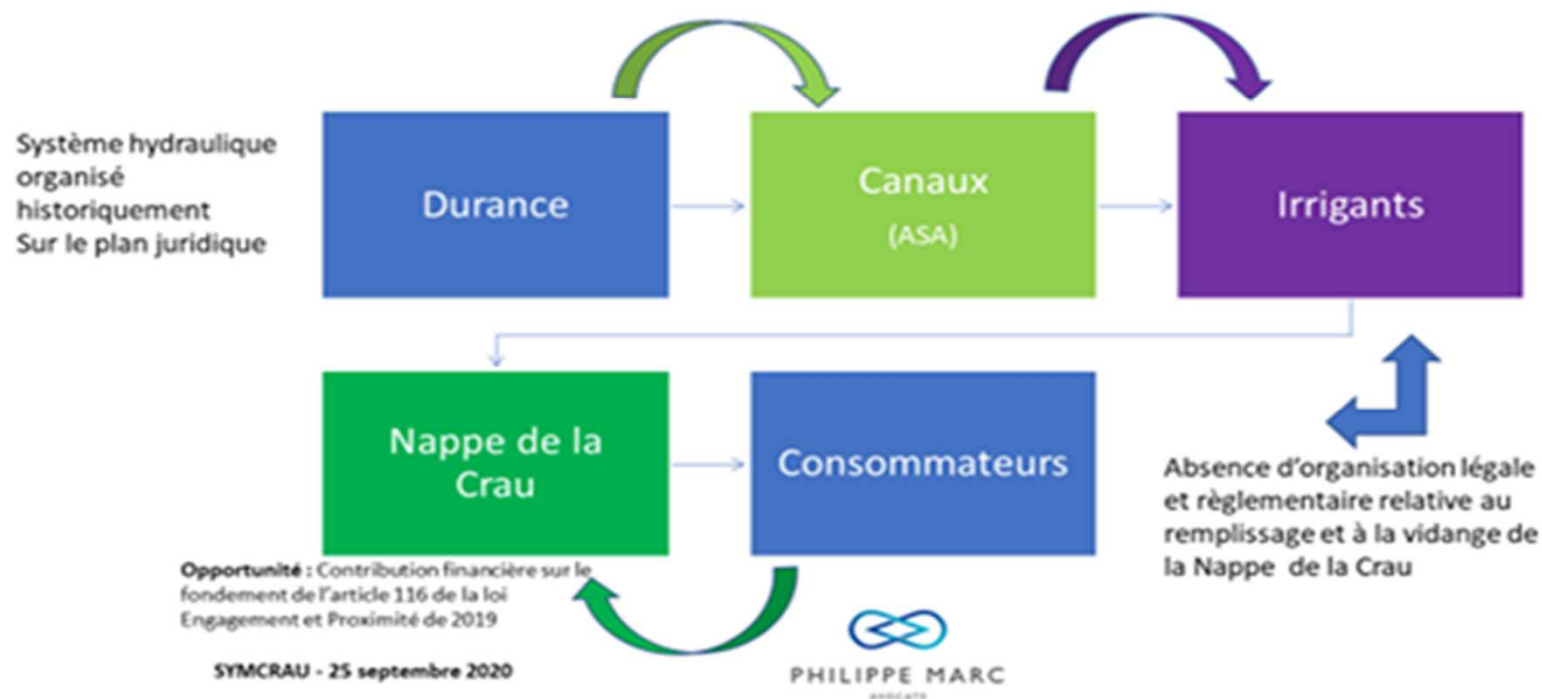 Système hydraulique
organisé
historiquement
Sur le plan juridique
Durance
Canaux
(ASA)
Irrigants
Nappe de la
Crau
Consommateurs
Absence d'organisation légale
et règlementaire relative au
remplissage et à la vidange de
la Nappe de la Crau
Opportunité : Contribution financière sur le
fondement de l'article 116 de la loi
Engagement et Proximité de 2019
SYMCRAU - 25 septembre 2020
PHILIPPE MARC
AVOCATS